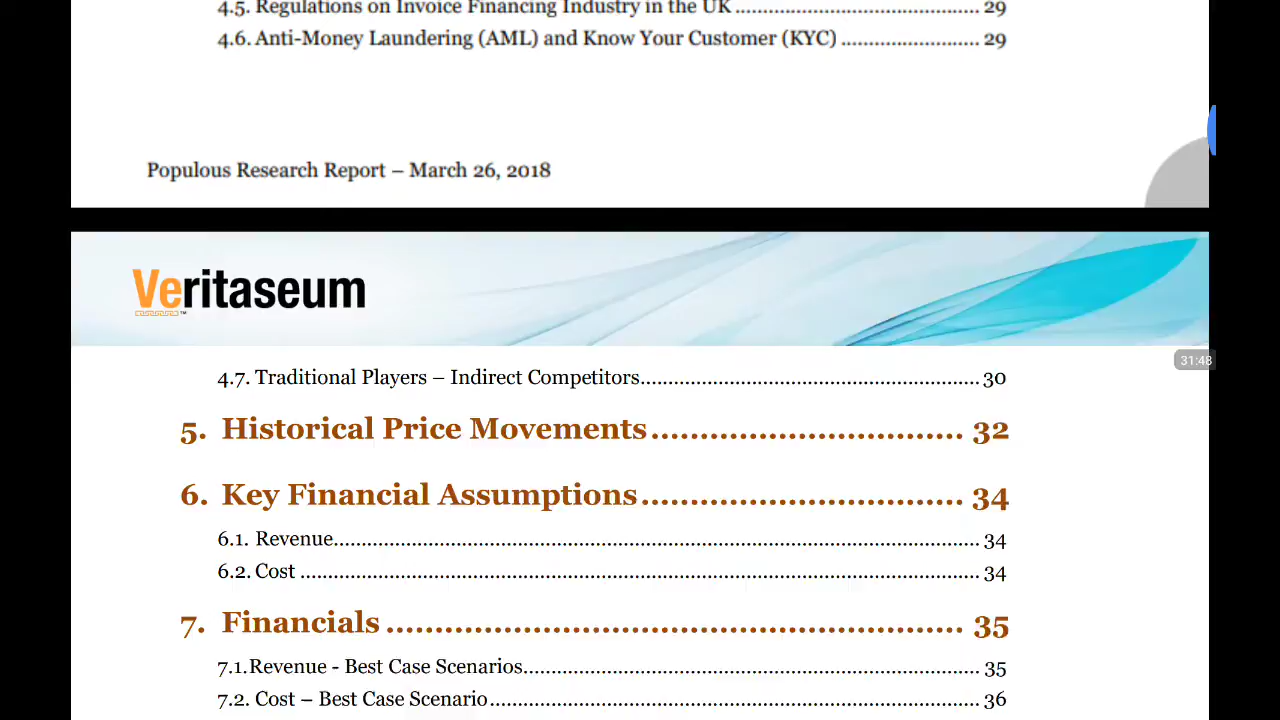 4.5. Regulations on Invoice Financing Industry in the UK ........................................... 29
4.6. Anti-Money Laundering (AML) and Know Your Customer (KYC) ........................ 29
Populous Research Report – March 26, 2018
Veritaseum™
31:48
4.7. Traditional Players – Indirect Competitors............................................................ 30
5. Historical Price Movements................................ 32
6. Key Financial Assumptions................................. 34
6.1. Revenue.................................................................................................................. 34
6.2. Cost ........................................................................................................................ 34
7. Financials ........................................................... 35
7.1.Revenue - Best Case Scenarios................................................................................. 35
7.2. Cost – Best Case Scenario....................................................................................... 36